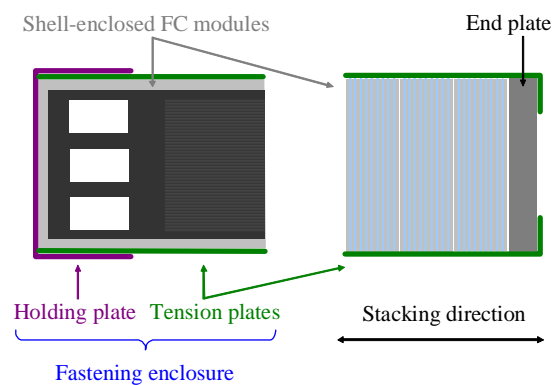 Shell-enclosed FC modules
End plate
Holding plate
Tension plates
Stacking direction
Fastening enclosure